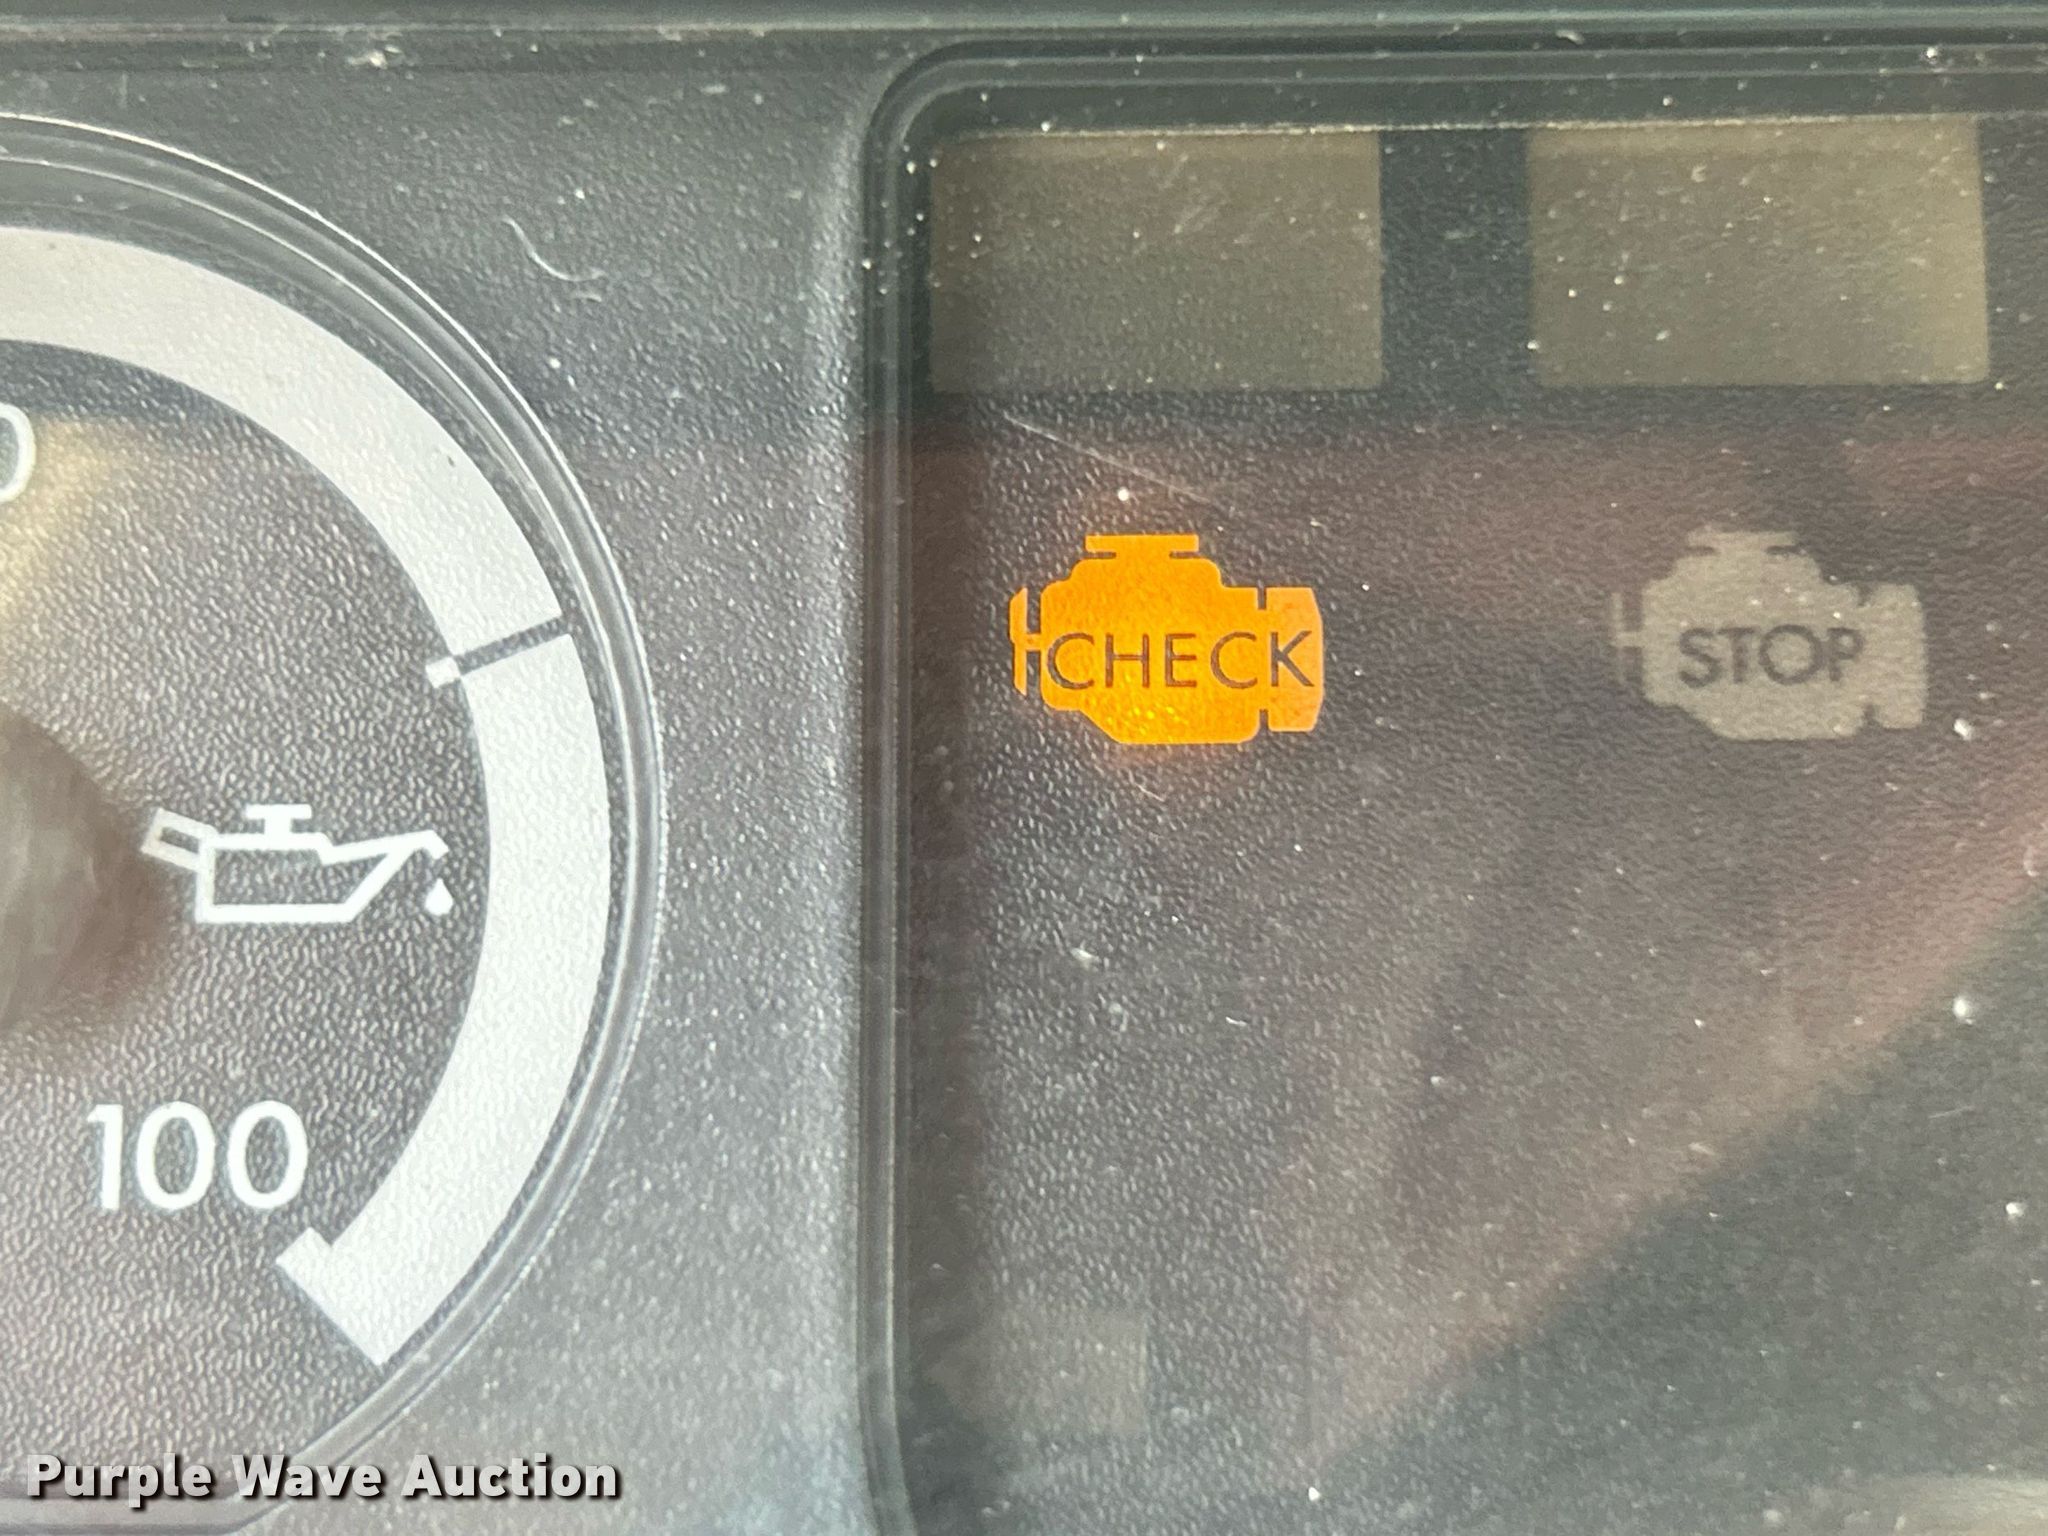 CHECK
STOP
100
Purple Wave Auction